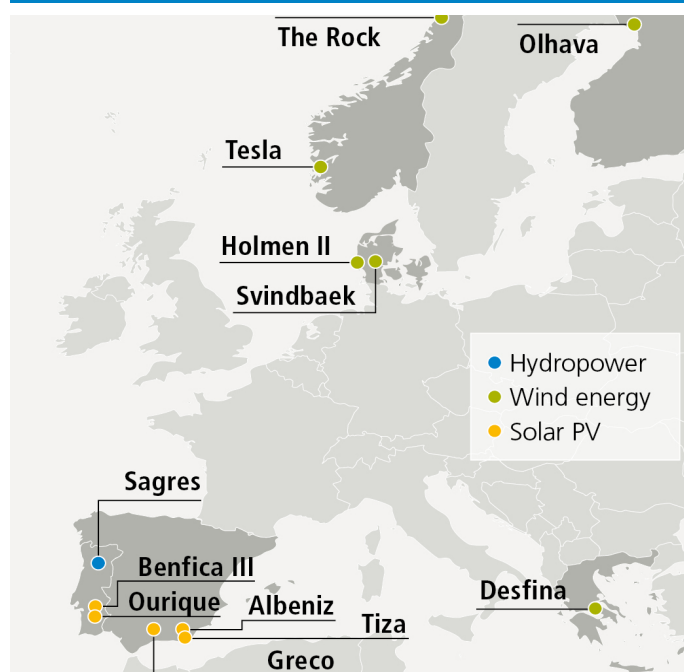 The Rock
Olhava
Tesla
Holmen II
Svindbaek
Hydropower
Wind energy
Solar PV
Sagres
Benfica III
Ourique
Albeniz
Tiza
Desfina
Greco